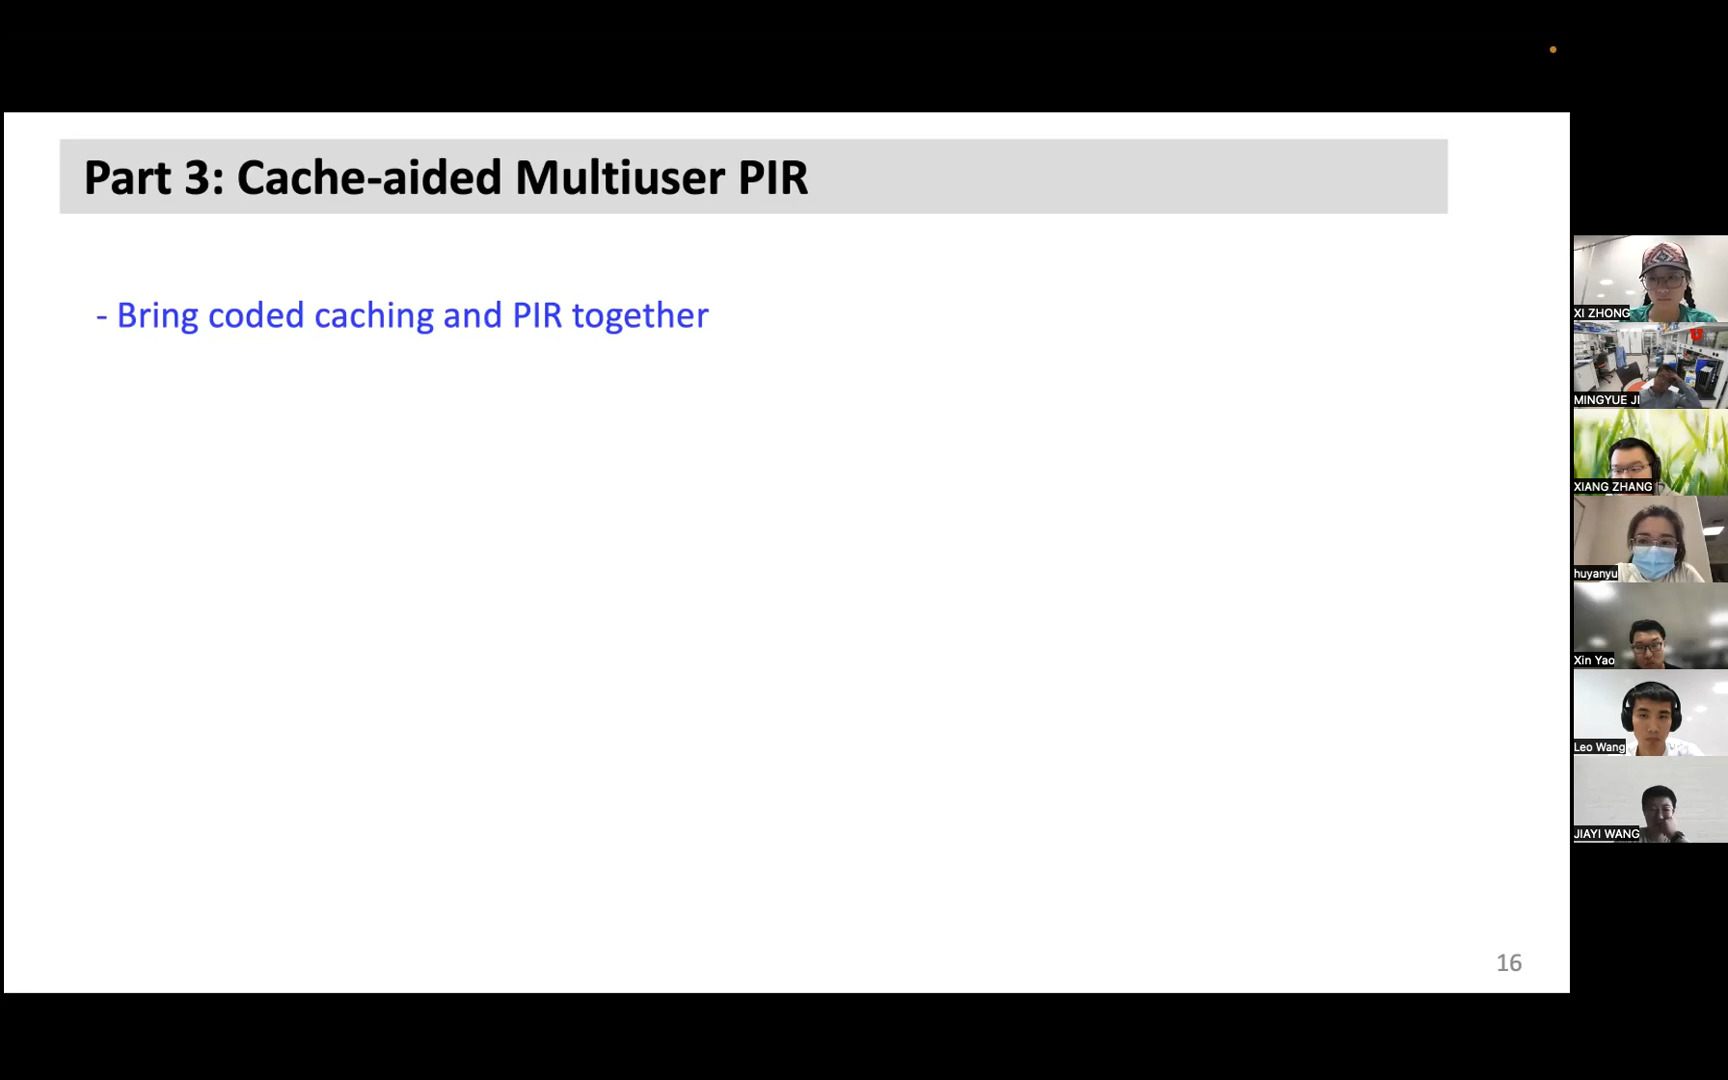 Part 3: Cache-aided Multiuser PIR
- Bring coded caching and PIR together
16
XI ZHONG
MINGYUE JI
XIANG ZHANG
huyanyu
Xin Yao
Leo Wang
JIAYI WANG